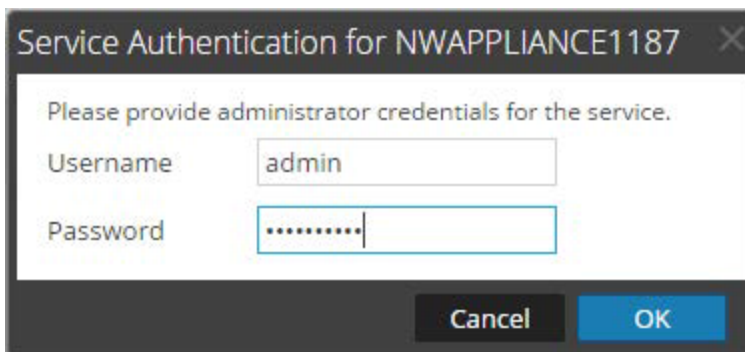 Service Authentication for NWAPPLIANCE1187
Please provide administrator credentials for the service.
Username admin
Password ••••••••••
Cancel OK